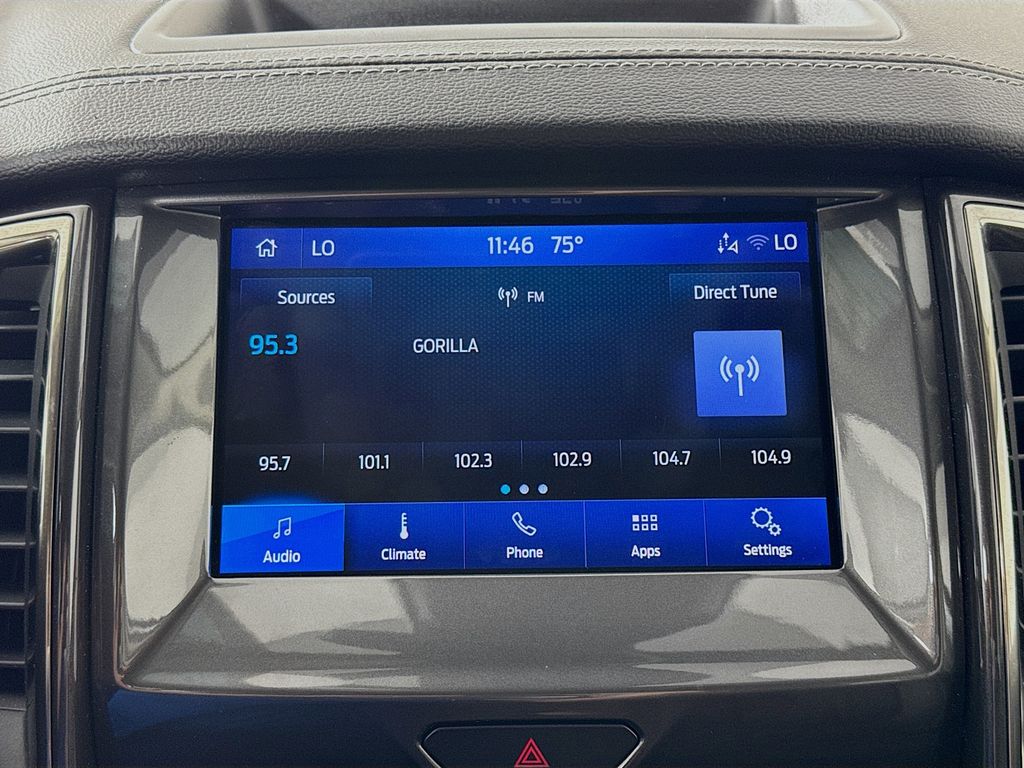 LO 11:46 75° LO
Sources FM Direct Tune
95.3 GORILLA
95.7 101.1 102.3 102.9 104.7 104.9
Audio Climate Phone Apps Settings